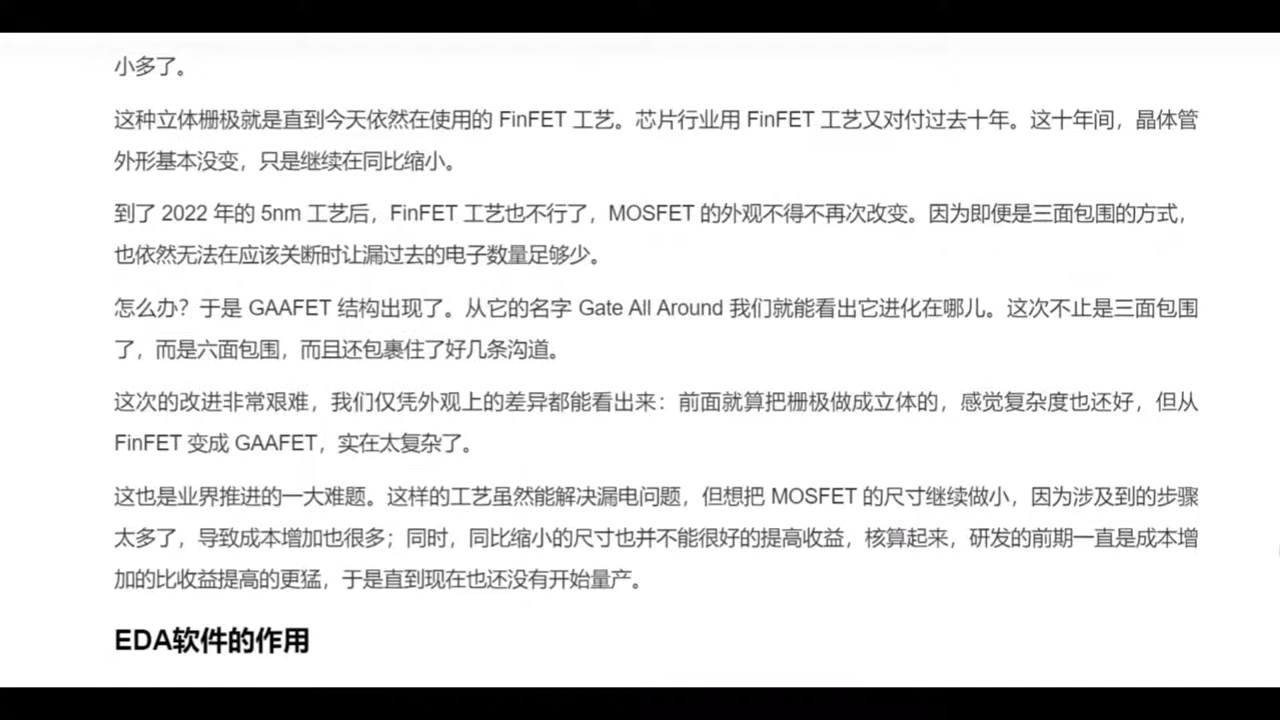 小多了。
这种立体栅极就是直到今天依然在使用的 FinFET 工艺。芯片行业用 FinFET 工艺又对付过去十年。这十年间，晶体管
外形基本没变，只是继续在同比缩小。
到了 2022 年的 5nm 工艺后，FinFET 工艺也不行了，MOSFET 的外观不得不再次改变。因为即便是三面包围的方式，
也依然无法在应该关断时让漏过去的电子数量足够少。
怎么办？于是 GAAFET 结构出现了。从它的名字 Gate All Around 我们就能看出它进化在哪儿。这次不止是三面包围
了，而是六面包围，而且还包裹住了好几条沟道。
这次的改进非常艰难，我们仅凭外观上的差异都能看出来：前面就算把栅极做成立体的，感觉复杂度也还好，但从
FinFET 变成 GAAFET，实在太复杂了。
这也是业界推进的一大难题。这样的工艺虽然能解决漏电问题，但想把 MOSFET 的尺寸继续做小，因为涉及到的步骤
太多了，导致成本增加也很多；同时，同比缩小的尺寸也并不能很好的提高收益，核算起来，研发的前期一直是成本增
加的比收益提高的更猛，于是直到现在也还没有开始量产。
EDA软件的作用